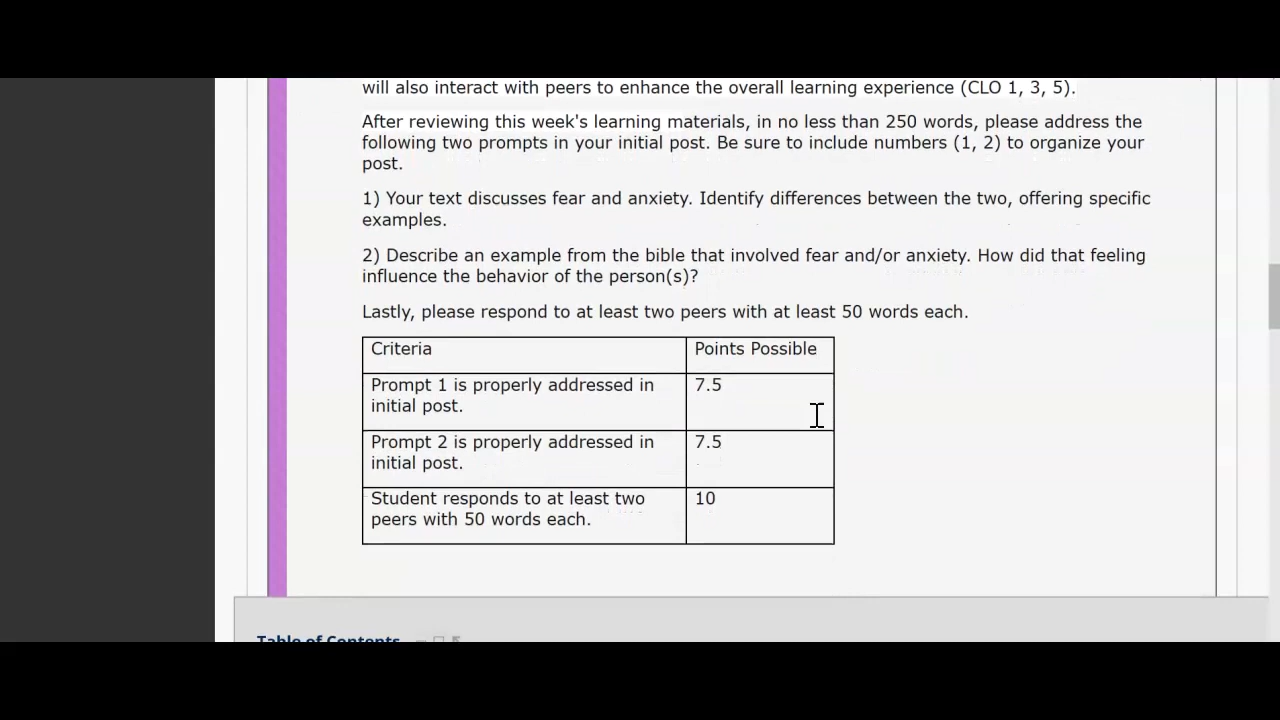 will also interact with peers to enhance the overall learning experience (CLO 1, 3, 5).
After reviewing this week's learning materials, in no less than 250 words, please address the
following two prompts in your initial post. Be sure to include numbers (1, 2) to organize your
post.
1) Your text discusses fear and anxiety. Identify differences between the two, offering specific
examples.
2) Describe an example from the bible that involved fear and/or anxiety. How did that feeling
influence the behavior of the person(s)?
Lastly, please respond to at least two peers with at least 50 words each.
Criteria
Points Possible
Prompt 1 is properly addressed in
initial post.
7.5
Prompt 2 is properly addressed in
initial post.
7.5
Student responds to at least two
peers with 50 words each.
10
Table of Contents